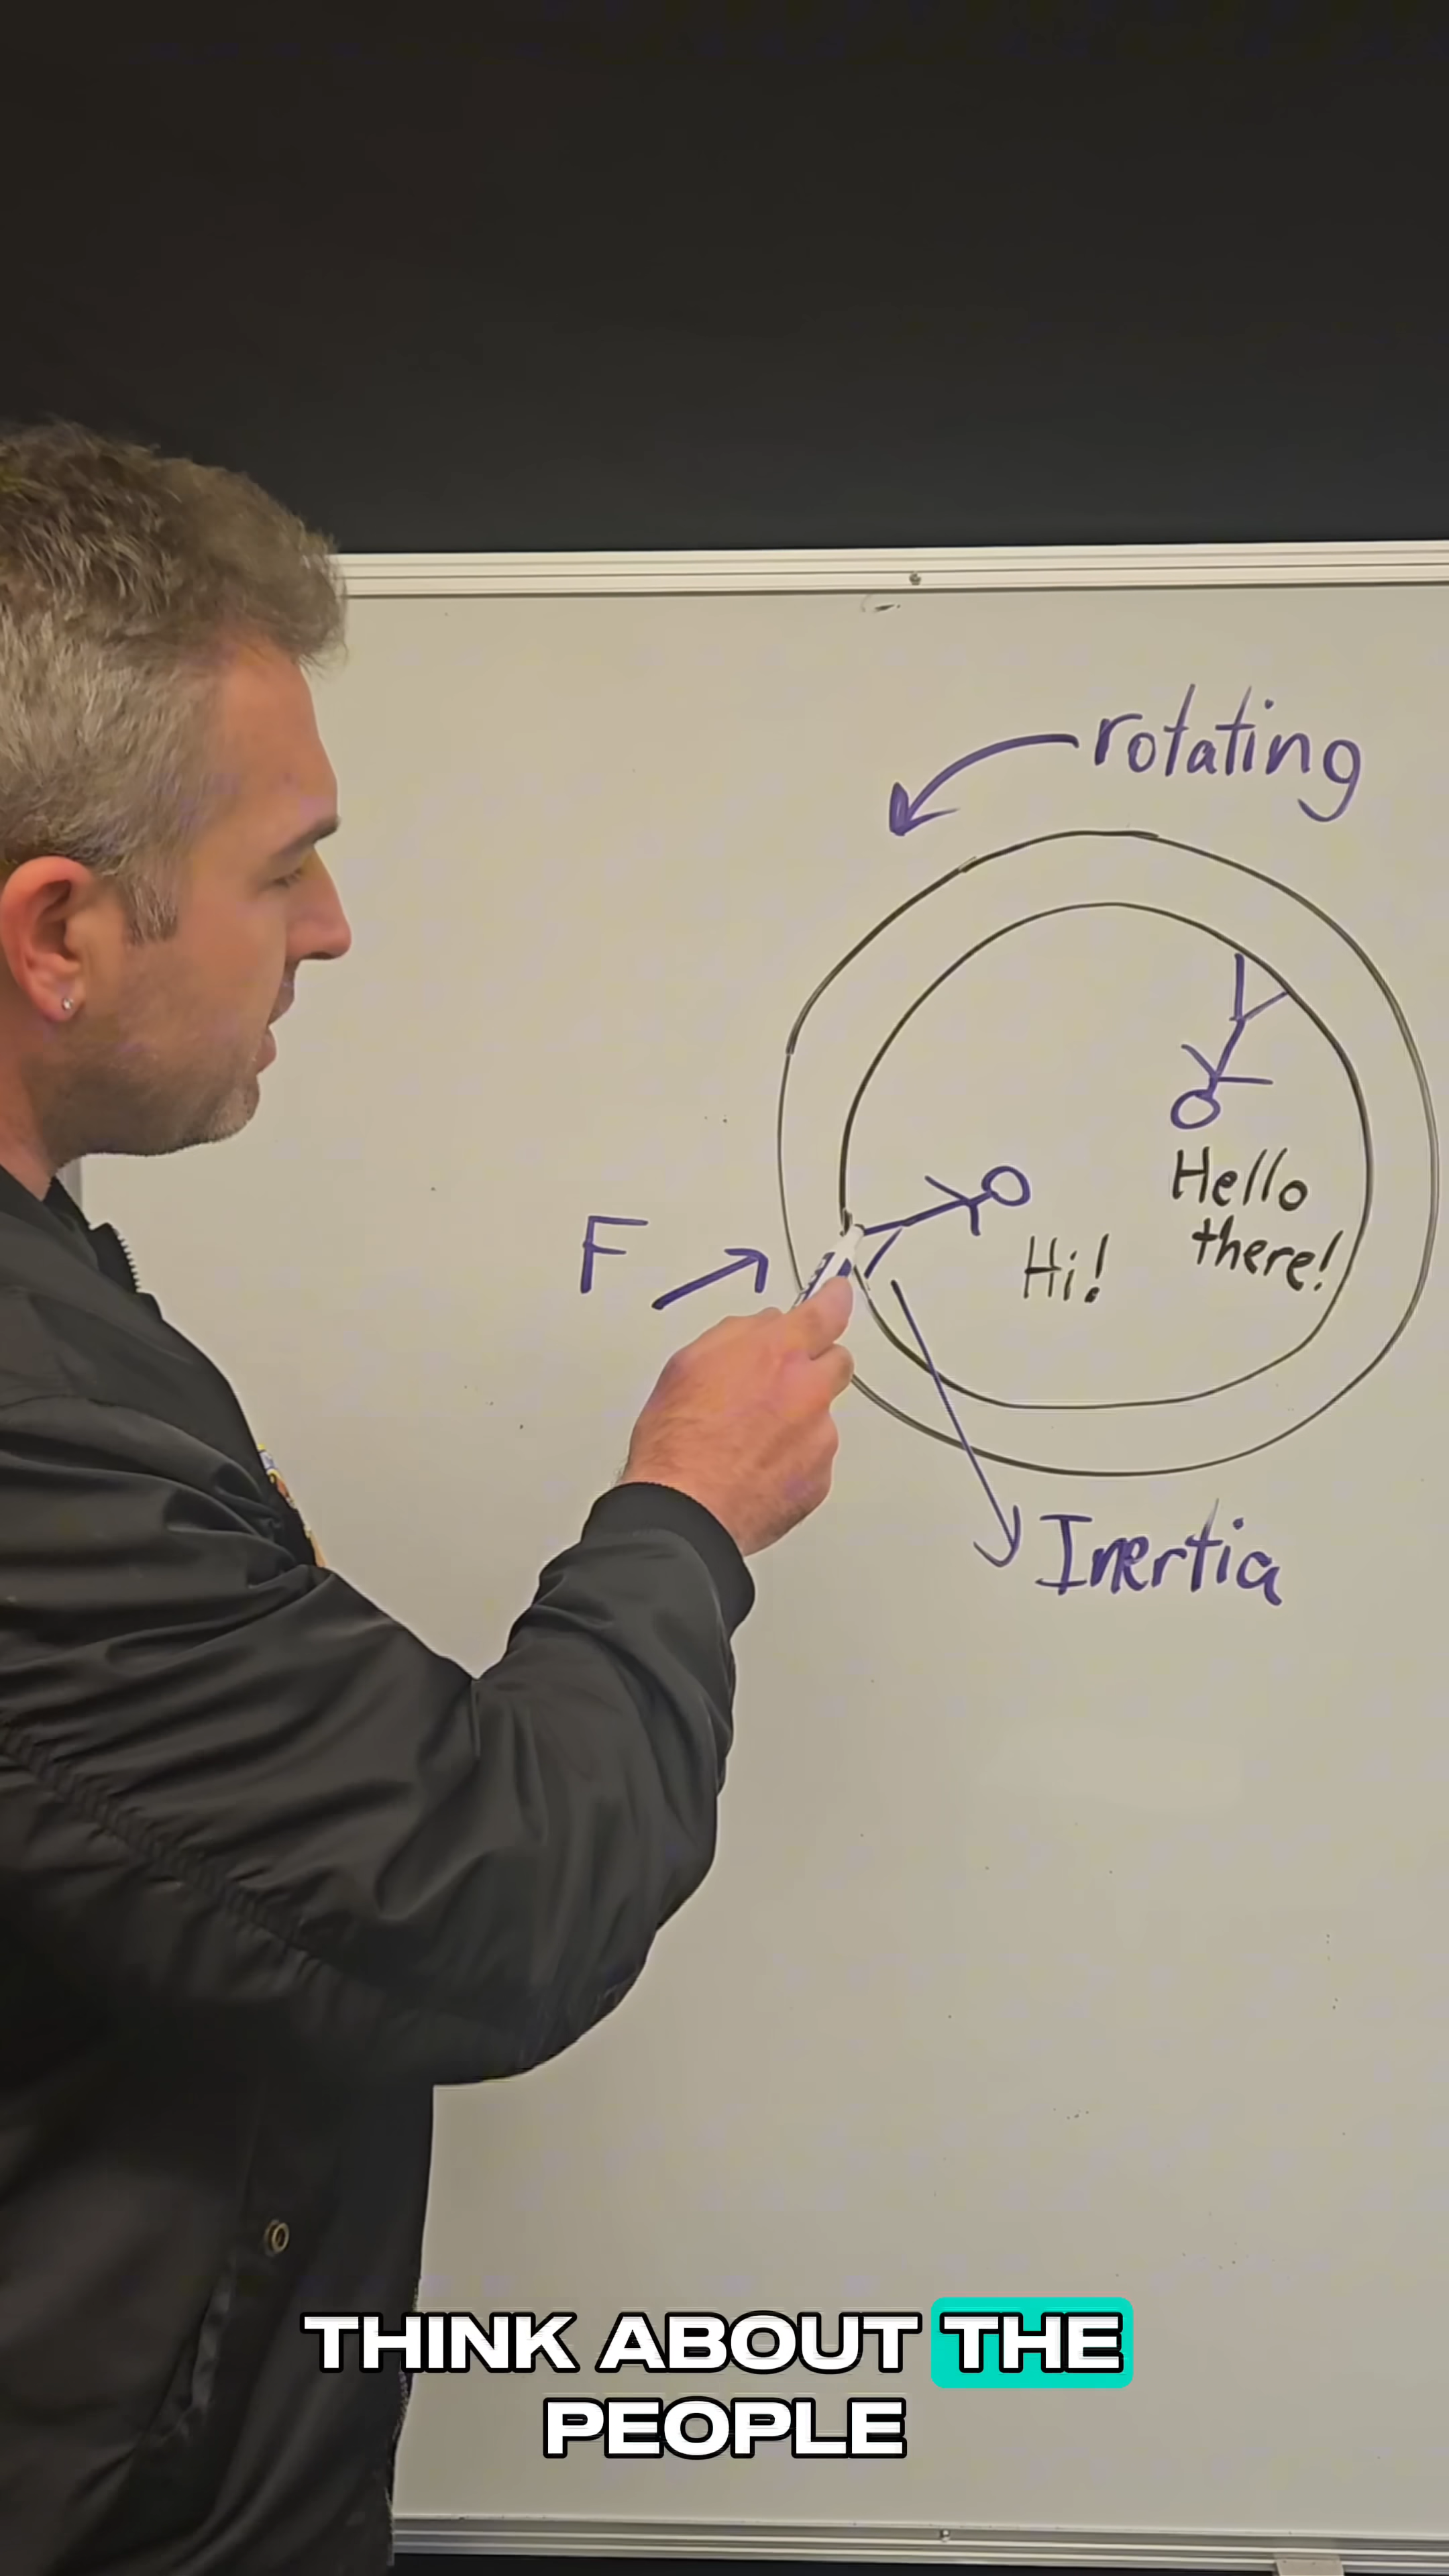 rotating
Hello
there!
Hi!
F
Inertia
THINK ABOUT THE
PEOPLE